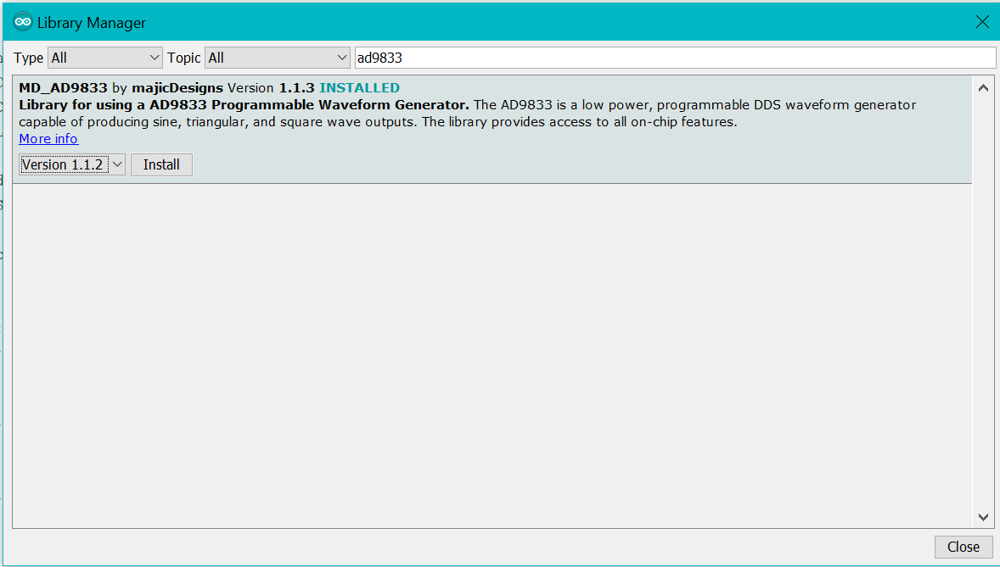 Library Manager
Type All Topic All ad9833
MD_AD9833 by majicDesigns Version 1.1.3 INSTALLED
Library for using a AD9833 Programmable Waveform Generator. The AD9833 is a low power, programmable DDS waveform generator
capable of producing sine, triangular, and square wave outputs. The library provides access to all on-chip features.
More info
Version 1.1.2 Install
Close